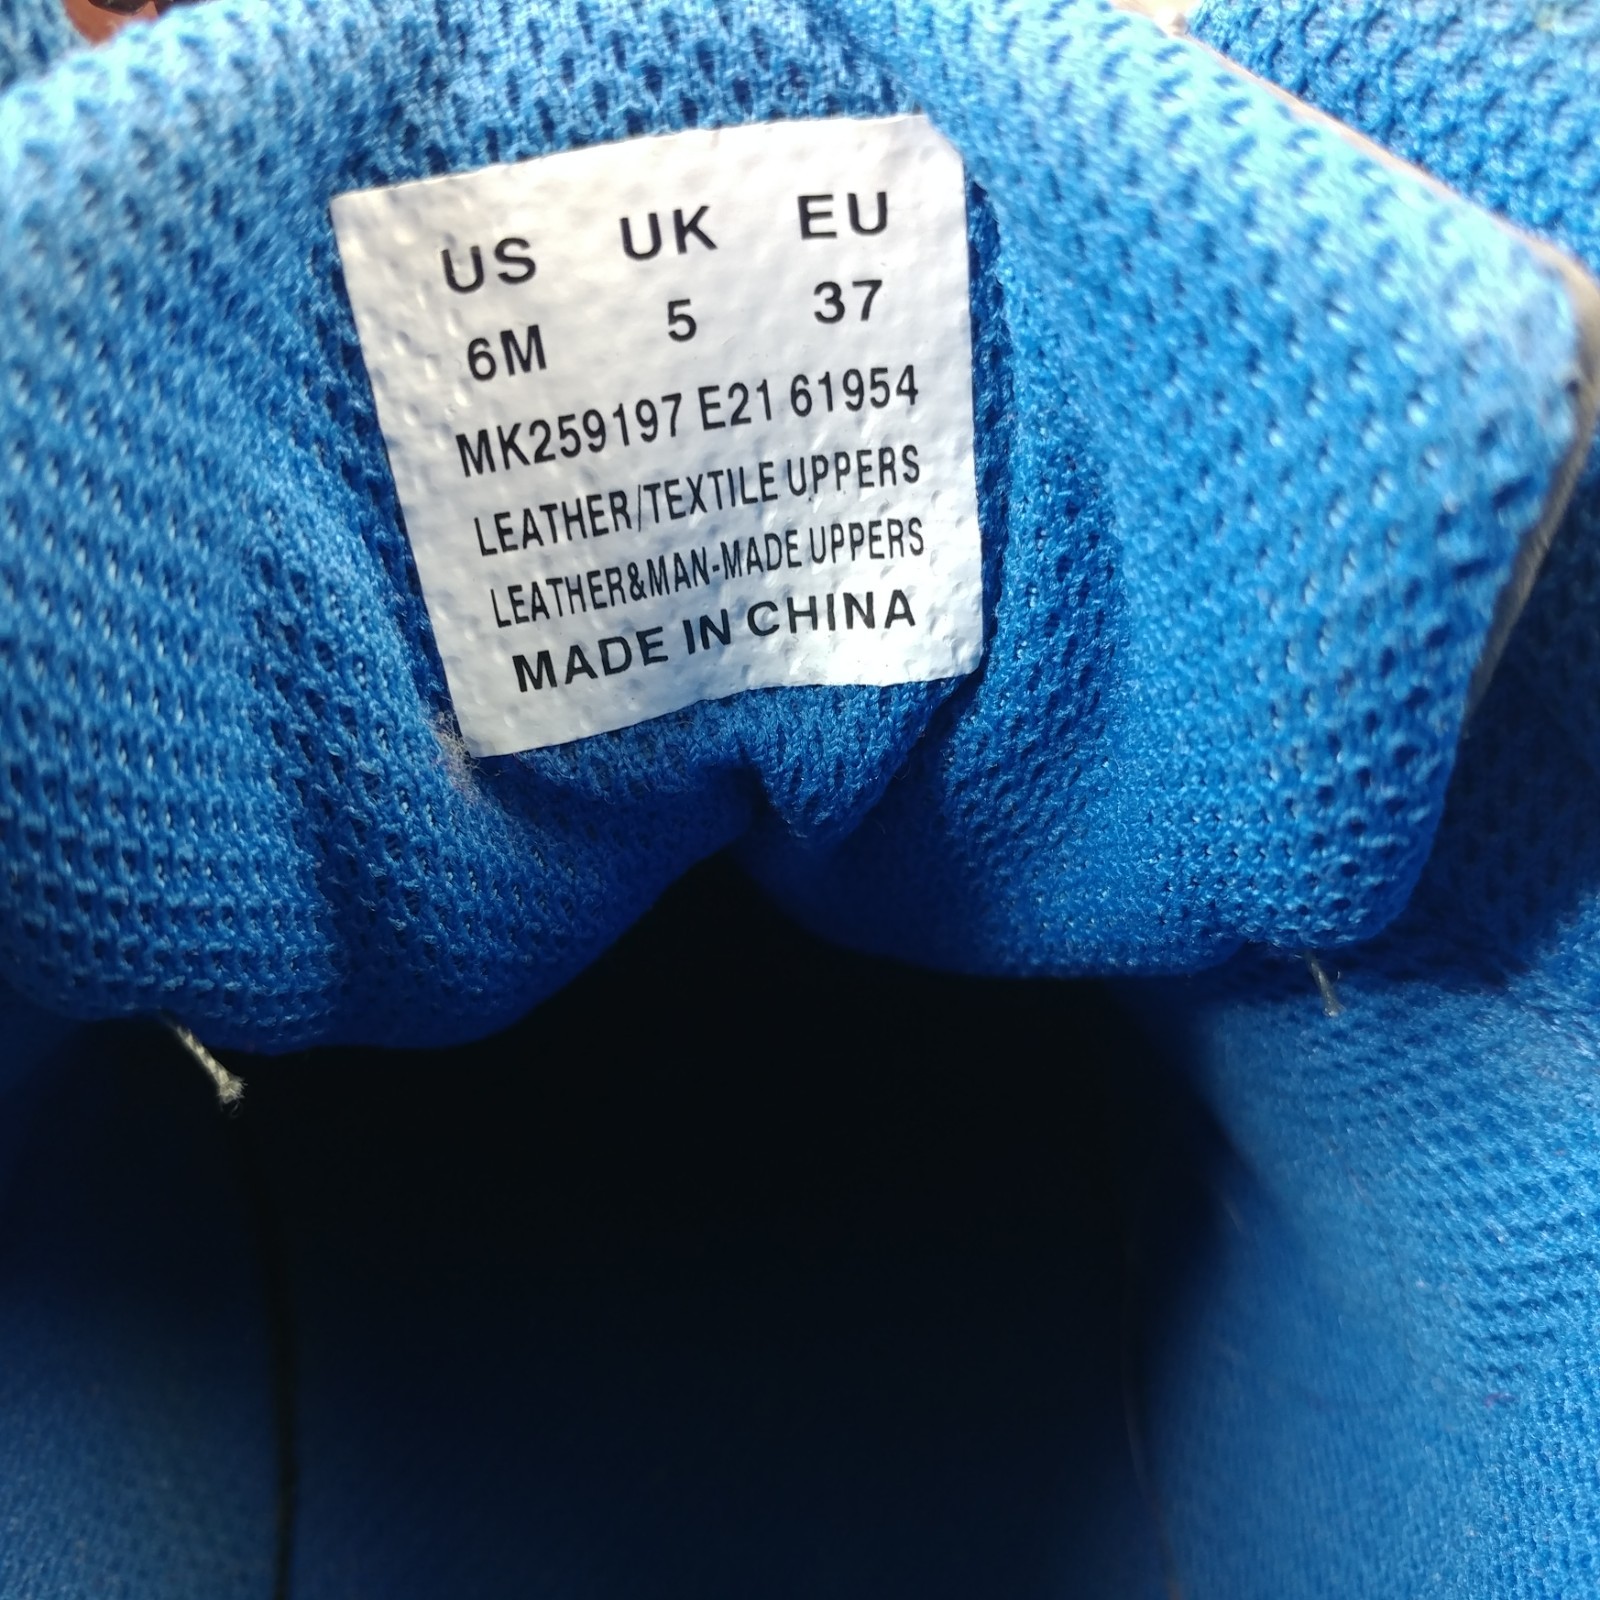 US UK EU
6M 5 37
MK259197 E21 61954
LEATHER/TEXTILE UPPERS
LEATHER&MAN-MADE UPPERS
MADE IN CHINA